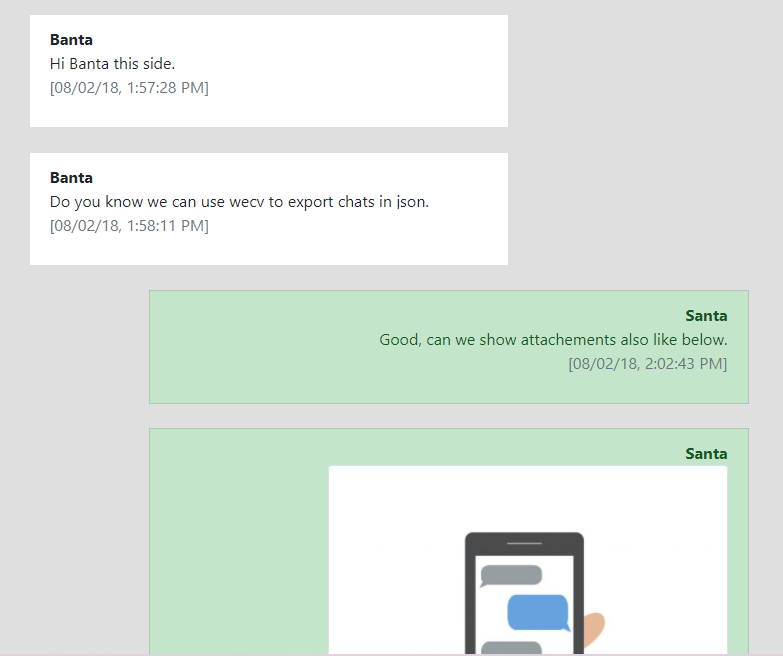 Banta
Hi Banta this side.
[08/02/18, 1:57:28 PM]
Banta
Do you know we can use wecv to export chats in json.
[08/02/18, 1:58:11 PM]
Santa
Good, can we show attachements also like below.
[08/02/18, 2:02:43 PM]
Santa